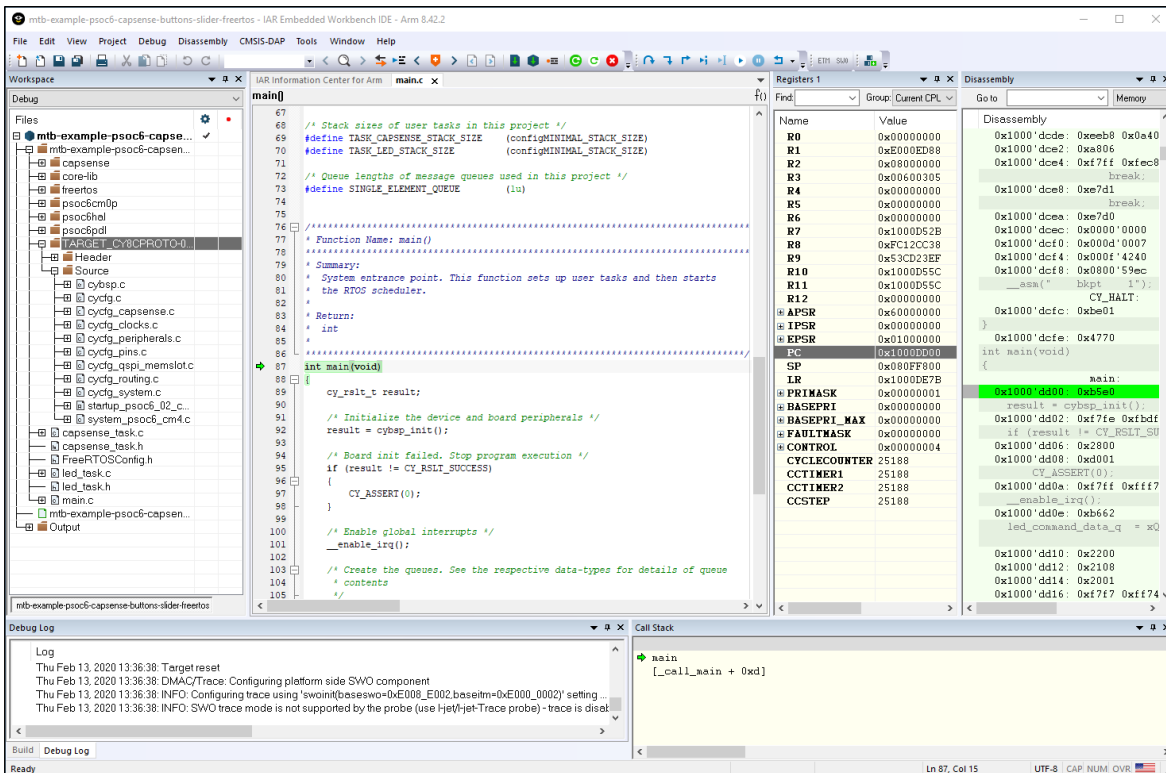 mtb-example-psoc6-capsense-buttons-slider-freertos - IAR Embedded Workbench IDE - Arm 8.42.2
File Edit View Project Debug Disassembly CMSIS-DAP Tools Window Help
ETM SWO
Workspace
Debug
Files
mtb-example-psoc6-capse...
mtb-example-psoc6-capsen...
capsense
core-lib
freertos
psoc6cm0p
psoc6hal
psoc6pdl
TARGET_CY8CPROTO-0...
Header
Source
cybsp.c
cycfg.c
cycfg_capsense.c
cycfg_clocks.c
cycfg_peripherals.c
cycfg_pins.c
cycfg_qspi_memslot.c
cycfg_routing.c
cycfg_system.c
startup_psoc6_02_c...
system_psoc6_cm4.c
capsense_task.c
capsense_task.h
FreeRTOSConfig.h
led_task.c
led_task.h
main.c
mtb-example-psoc6-capsen...
Output
mtb-example-psoc6-capsense-buttons-slider-freertos
IAR Information Center for Arm main.c x
main() f()
67
68 /* Stack sizes of user tasks in this project */
69 #define TASK_CAPSENSE_STACK_SIZE (configMINIMAL_STACK_SIZE)
70 #define TASK_LED_STACK_SIZE (configMINIMAL_STACK_SIZE)
71
72 /* Queue lengths of message queues used in this project */
73 #define SINGLE_ELEMENT_QUEUE (1u)
74
75
76 /*******************************************************************************
77 * Function Name: main()
78 ********************************************************************************
79 * Summary:
80 * System entrance point. This function sets up user tasks and then starts
81 * the RTOS scheduler.
82 *
83 * Return:
84 * int
85 *
86 *******************************************************************************/
87 int main(void)
88 {
89 cy_rslt_t result;
90
91 /* Initialize the device and board peripherals */
92 result = cybsp_init();
93
94 /* Board init failed. Stop program execution */
95 if (result != CY_RSLT_SUCCESS)
96 {
97 CY_ASSERT(0);
98 }
99
100 /* Enable global interrupts */
101 __enable_irq();
102
103 /* Create the queues. See the respective data-types for details of queue
104 * contents
105 */
Registers 1
Find: Group: Current CPU
Name Value
R0 0x00000000
R1 0xE000ED88
R2 0x08000000
R3 0x00600305
R4 0x00000000
R5 0x00000000
R6 0x00000000
R7 0x1000D52B
R8 0xFC12CC38
R9 0x53CD23EF
R10 0x1000D55C
R11 0x1000D55C
R12 0x00000000
APSR 0x60000000
IPSR 0x00000000
EPSR 0x01000000
PC 0x1000DD00
SP 0x080FF800
LR 0x1000DE7B
PRIMASK 0x00000001
BASEPRI 0x00000000
BASEPRI_MAX 0x00000000
FAULTMASK 0x00000000
CONTROL 0x00000004
CYCLECOUNTER 25188
CCTIMER1 25188
CCTIMER2 25188
CCSTEP 25188
Disassembly
Go to Memory
Disassembly
0x1000'dcde: 0xeeb8 0x0a40
0x1000'dce2: 0xa806
0x1000'dce4: 0xf7ff 0xfec8
break;
0x1000'dce8: 0xe7d1
break;
0x1000'dcea: 0xe7d0
0x1000'dcec: 0x0800'0000
0x1000'dcf0: 0x000d'0007
0x1000'dcf4: 0x000f'4240
0x1000'dcf8: 0x0800'59ec
__asm(" bkpt 1");
CY_HALT:
0x1000'dcfc: 0xbe01
}
0x1000'dcfe: 0x4770
int main(void)
{
main:
0x1000'dd00: 0xb5e0
result = cybsp_init();
0x1000'dd02: 0xf7fe 0xfbdf
if (result != CY_RSLT_SU
0x1000'dd06: 0x2800
0x1000'dd08: 0xd001
CY_ASSERT(0);
0x1000'dd0a: 0xf7ff 0xfff7
__enable_irq();
0x1000'dd0e: 0xb662
led_command_data_q = xQ
0x1000'dd10: 0x2200
0x1000'dd12: 0x2108
0x1000'dd14: 0x2001
0x1000'dd16: 0xf7f7 0xff74
Debug Log
Log
Thu Feb 13, 2020 13:36:38: Target reset
Thu Feb 13, 2020 13:36:38: DMAC/Trace: Configuring platform side SWO component
Thu Feb 13, 2020 13:36:38: INFO: Configuring trace using 'swoinit(baseswo=0xE008_E002,baseitm=0xE000_0002)' setting ...
Thu Feb 13, 2020 13:36:38: INFO: SWO trace mode is not supported by the probe (use I-jet/I-jet-Trace probe) - trace is disab
Build Debug Log
Call Stack
main
[_call_main + 0xd]
Ready Ln 87, Col 15 UTF-8 CAP NUM OVR